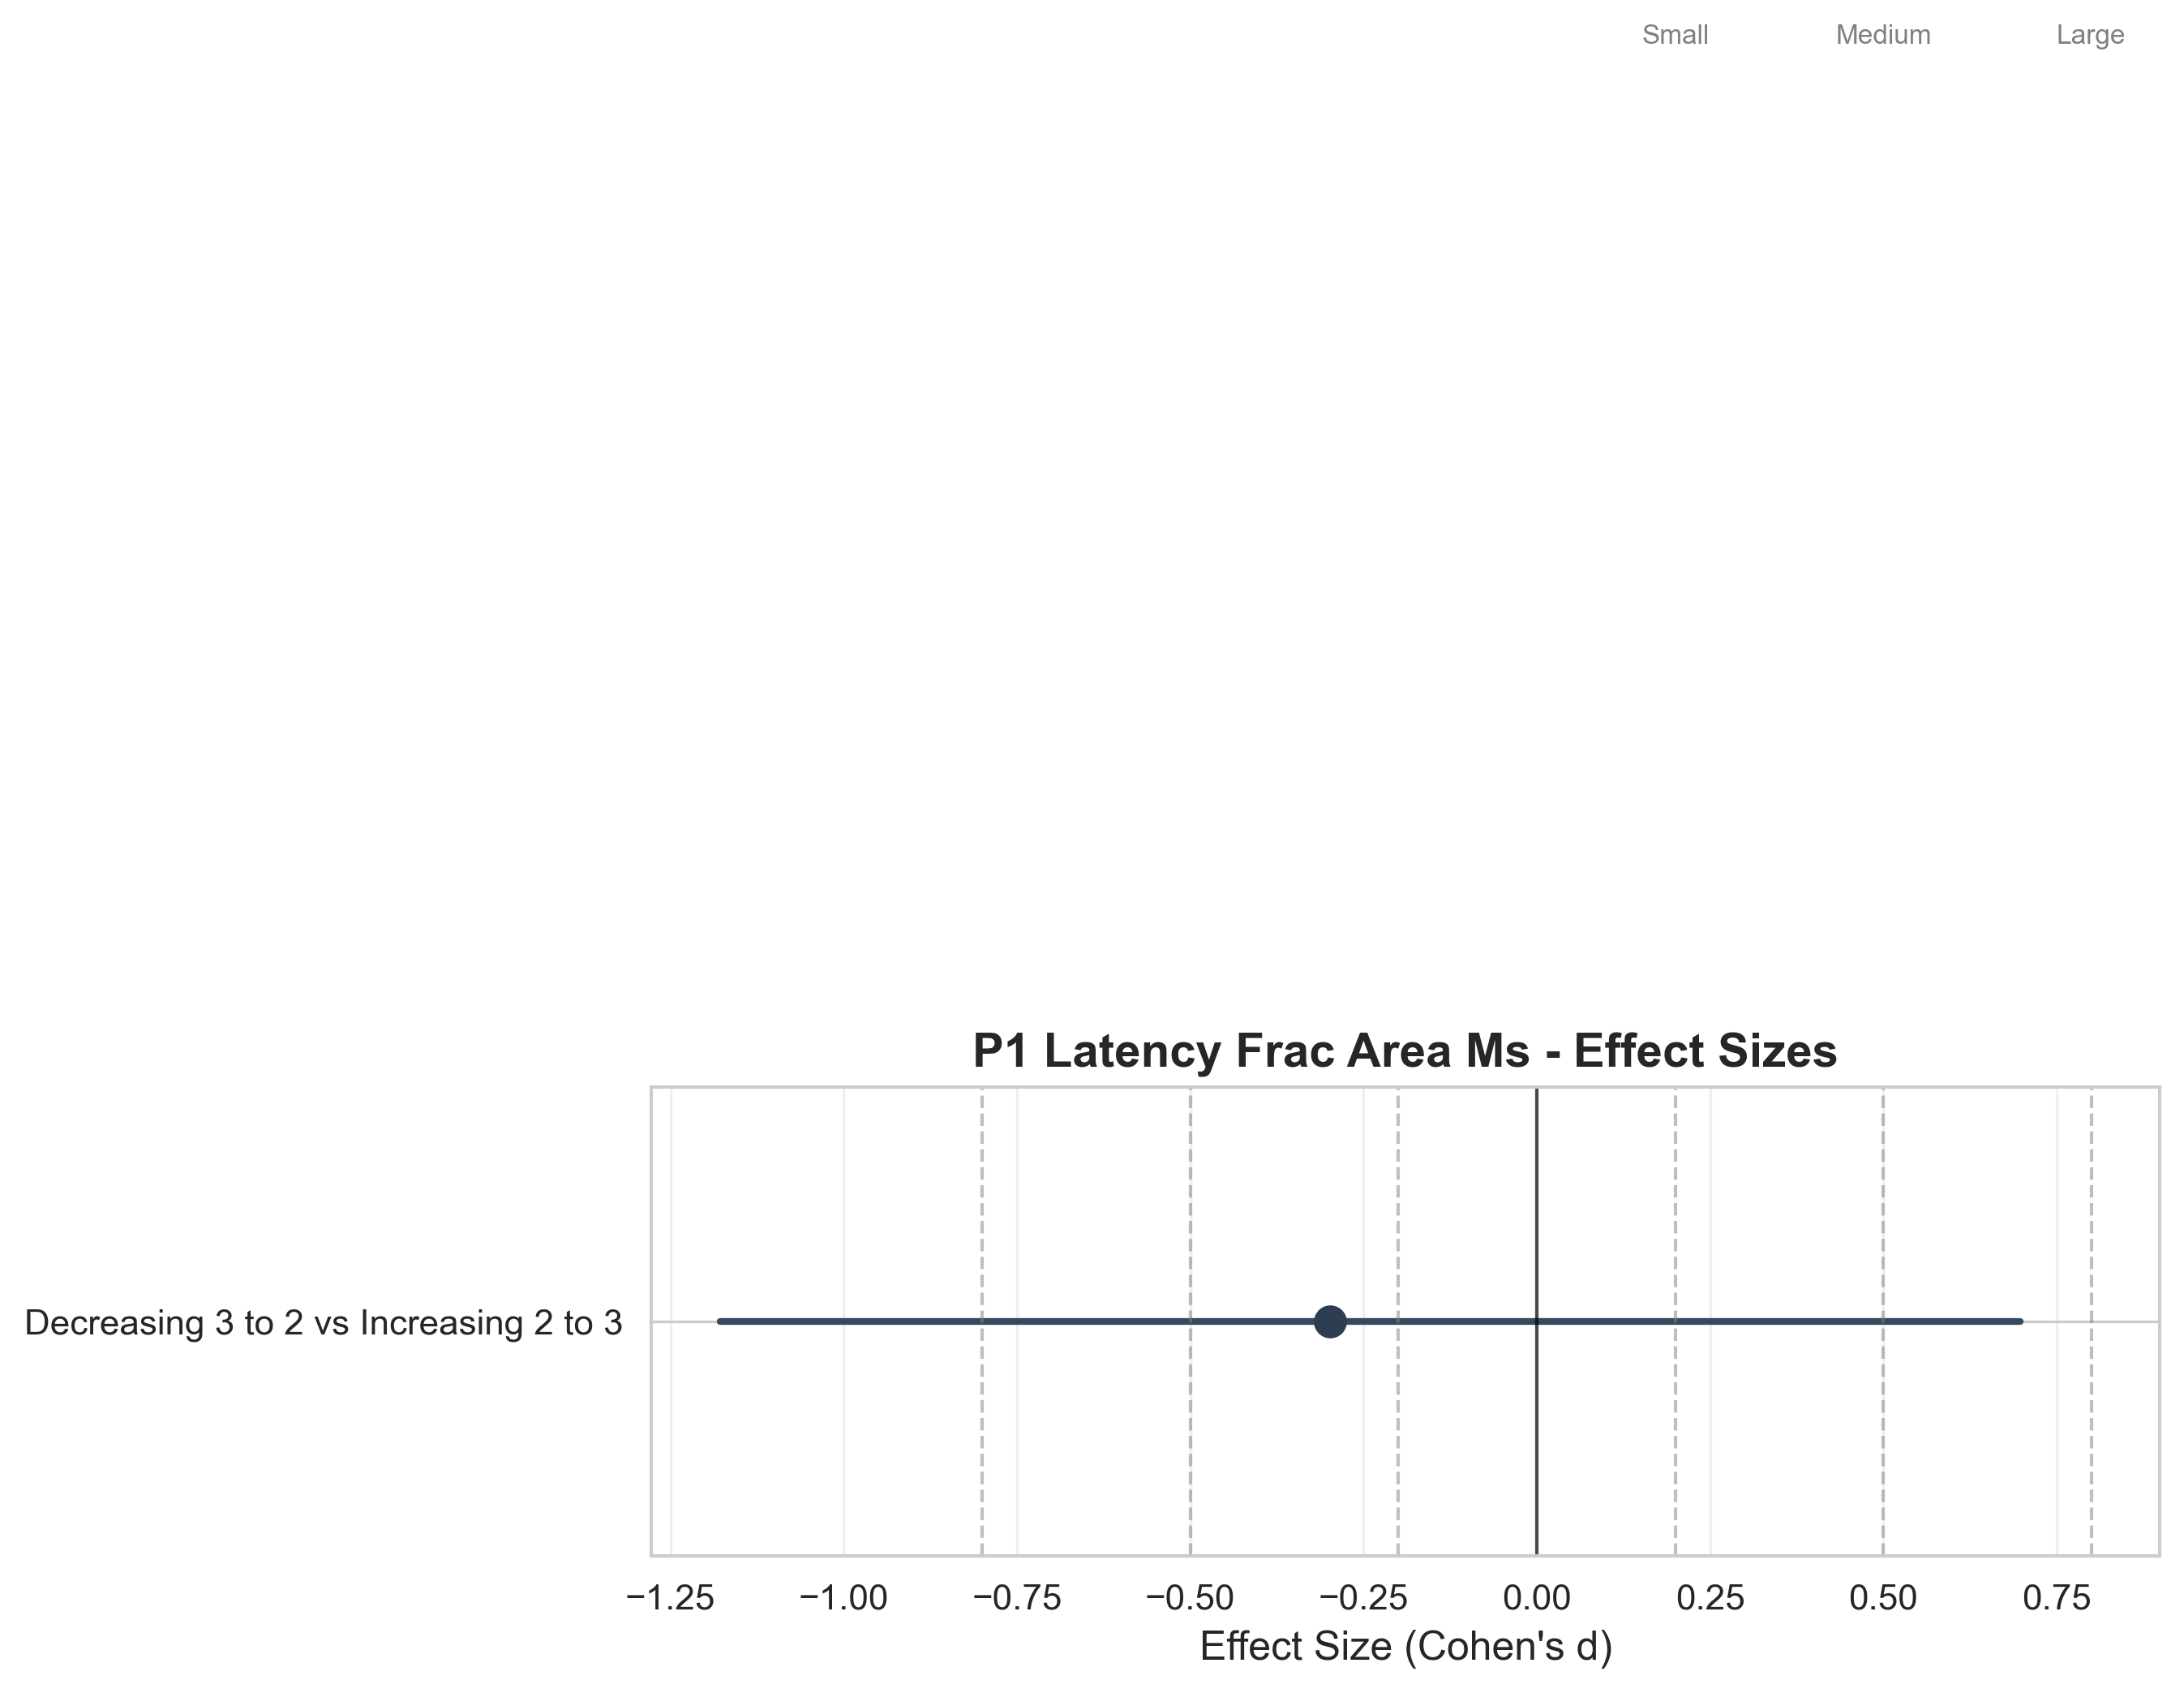 Small Medium Large
P1 Latency Frac Area Ms - Effect Sizes
Decreasing 3 to 2 vs Increasing 2 to 3
−1.25 −1.00 −0.75 −0.50 −0.25 0.00 0.25 0.50 0.75
Effect Size (Cohen's d)